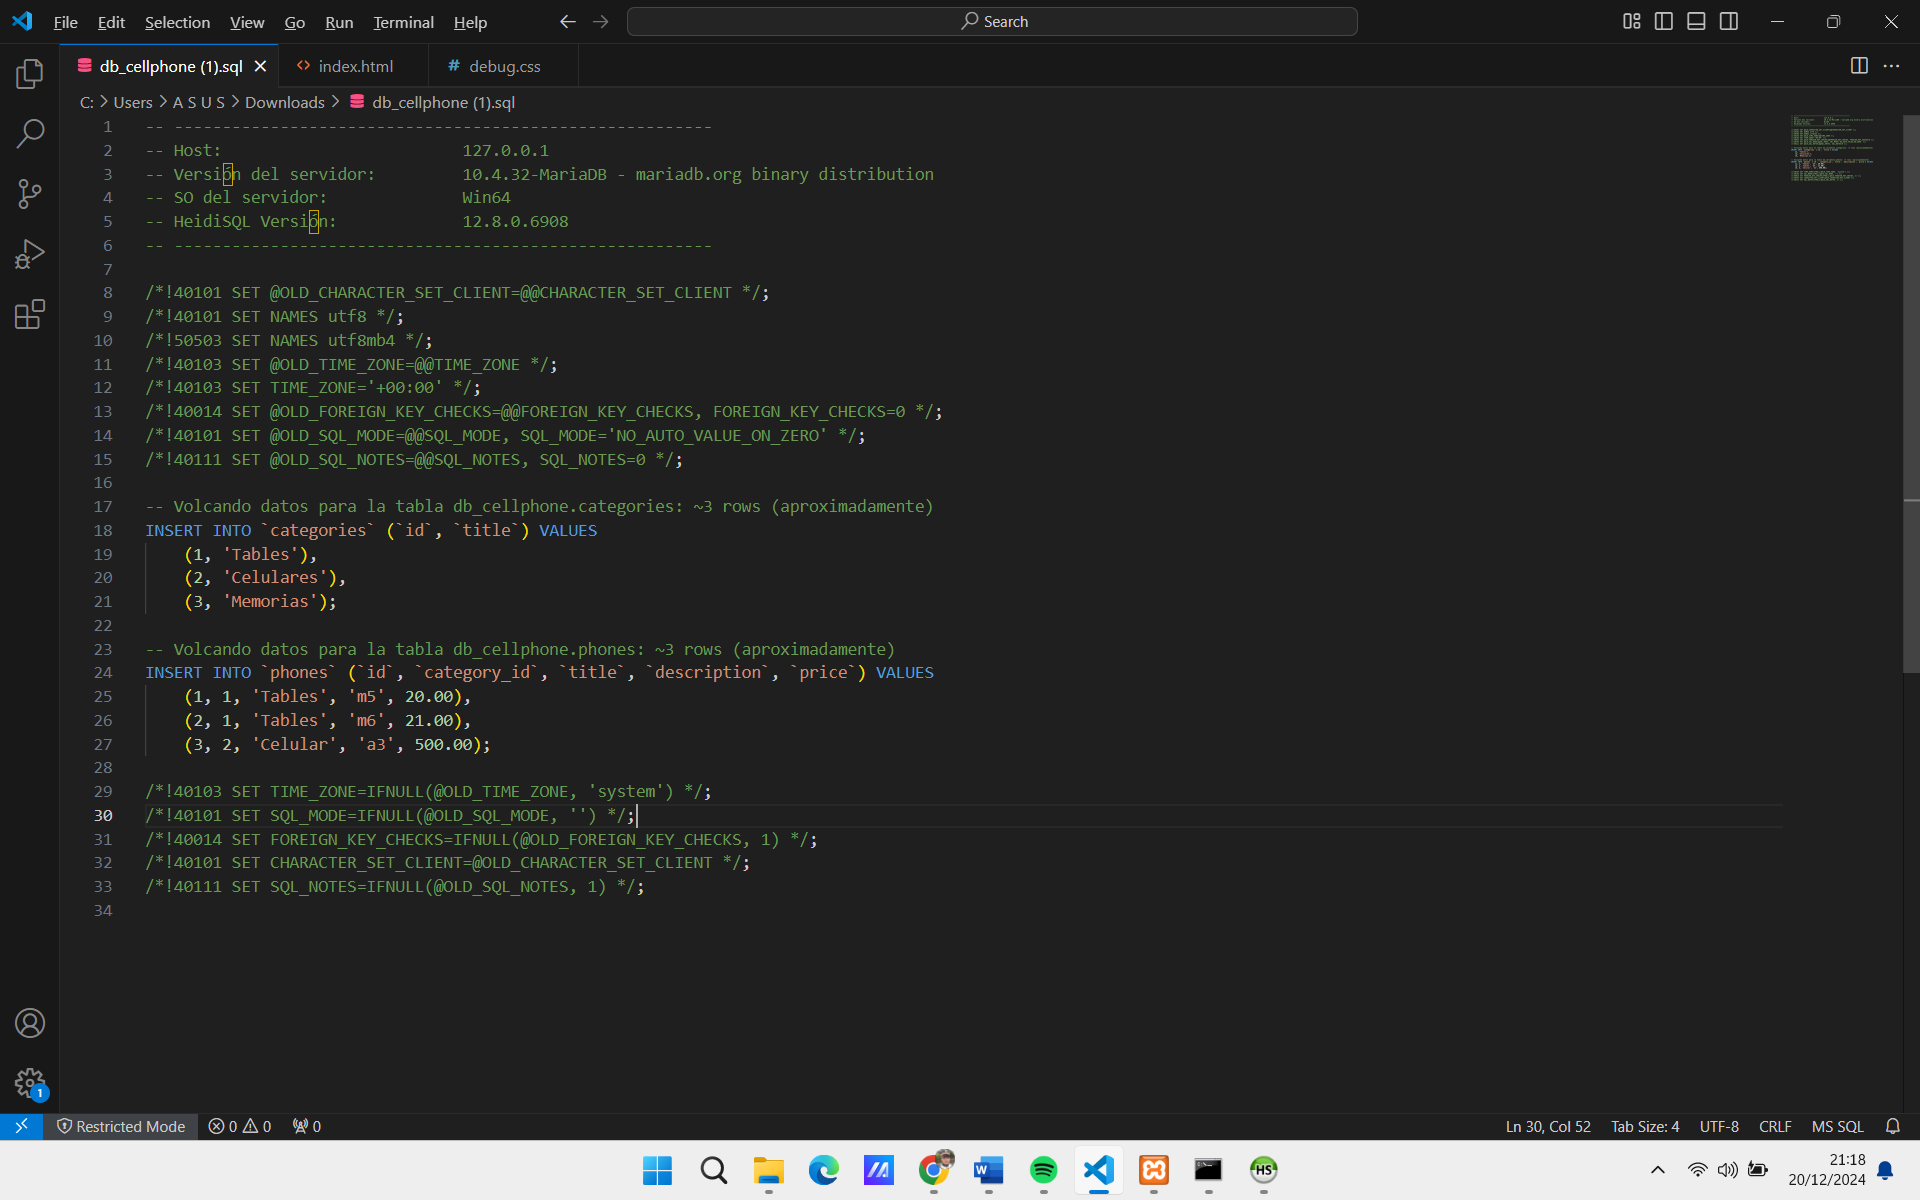 File Edit Selection View Go Run Terminal Help
Search
db_cellphone (1).sql
index.html
# debug.css
C: > Users > A S U S > Downloads > db_cellphone (1).sql
1 -- --------------------------------------------------------
2 -- Host:                         127.0.0.1
3 -- Versión del servidor:         10.4.32-MariaDB - mariadb.org binary distribution
4 -- SO del servidor:              Win64
5 -- HeidiSQL Versión:             12.8.0.6908
6 -- --------------------------------------------------------
7
8 /*!40101 SET @OLD_CHARACTER_SET_CLIENT=@@CHARACTER_SET_CLIENT */;
9 /*!40101 SET NAMES utf8 */;
10 /*!50503 SET NAMES utf8mb4 */;
11 /*!40103 SET @OLD_TIME_ZONE=@@TIME_ZONE */;
12 /*!40103 SET TIME_ZONE='+00:00' */;
13 /*!40014 SET @OLD_FOREIGN_KEY_CHECKS=@@FOREIGN_KEY_CHECKS, FOREIGN_KEY_CHECKS=0 */;
14 /*!40101 SET @OLD_SQL_MODE=@@SQL_MODE, SQL_MODE='NO_AUTO_VALUE_ON_ZERO' */;
15 /*!40111 SET @OLD_SQL_NOTES=@@SQL_NOTES, SQL_NOTES=0 */;
16
17 -- Volcando datos para la tabla db_cellphone.categories: ~3 rows (aproximadamente)
18 INSERT INTO `categories` (`id`, `title`) VALUES
19     (1, 'Tables'),
20     (2, 'Celulares'),
21     (3, 'Memorias');
22
23 -- Volcando datos para la tabla db_cellphone.phones: ~3 rows (aproximadamente)
24 INSERT INTO `phones` (`id`, `category_id`, `title`, `description`, `price`) VALUES
25     (1, 1, 'Tables', 'm5', 20.00),
26     (2, 1, 'Tables', 'm6', 21.00),
27     (3, 2, 'Celular', 'a3', 500.00);
28
29 /*!40103 SET TIME_ZONE=IFNULL(@OLD_TIME_ZONE, 'system') */;
30 /*!40101 SET SQL_MODE=IFNULL(@OLD_SQL_MODE, '') */;
31 /*!40014 SET FOREIGN_KEY_CHECKS=IFNULL(@OLD_FOREIGN_KEY_CHECKS, 1) */;
32 /*!40101 SET CHARACTER_SET_CLIENT=@OLD_CHARACTER_SET_CLIENT */;
33 /*!40111 SET SQL_NOTES=IFNULL(@OLD_SQL_NOTES, 1) */;
34
1
Restricted Mode 0 0 0 Ln 30, Col 52 Tab Size: 4 UTF-8 CRLF MS SQL
W
HS
21:18
20/12/2024